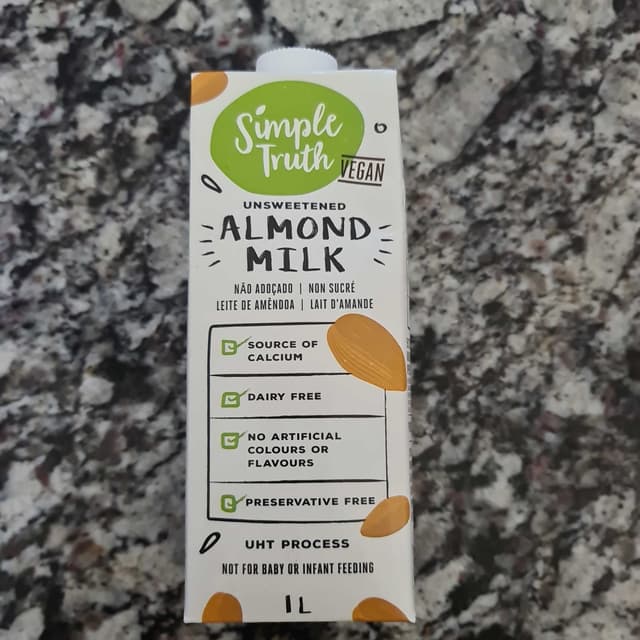 Simple
Truth
VEGAN
UNSWEETENED
ALMOND
MILK
NÃO ADOÇADO | NON SUCRÉ
LEITE DE AMÊNDOA | LAIT D'AMANDE
SOURCE OF
CALCIUM
DAIRY FREE
NO ARTIFICIAL
COLOURS OR
FLAVOURS
PRESERVATIVE FREE
UHT PROCESS
NOT FOR BABY OR INFANT FEEDING
1L